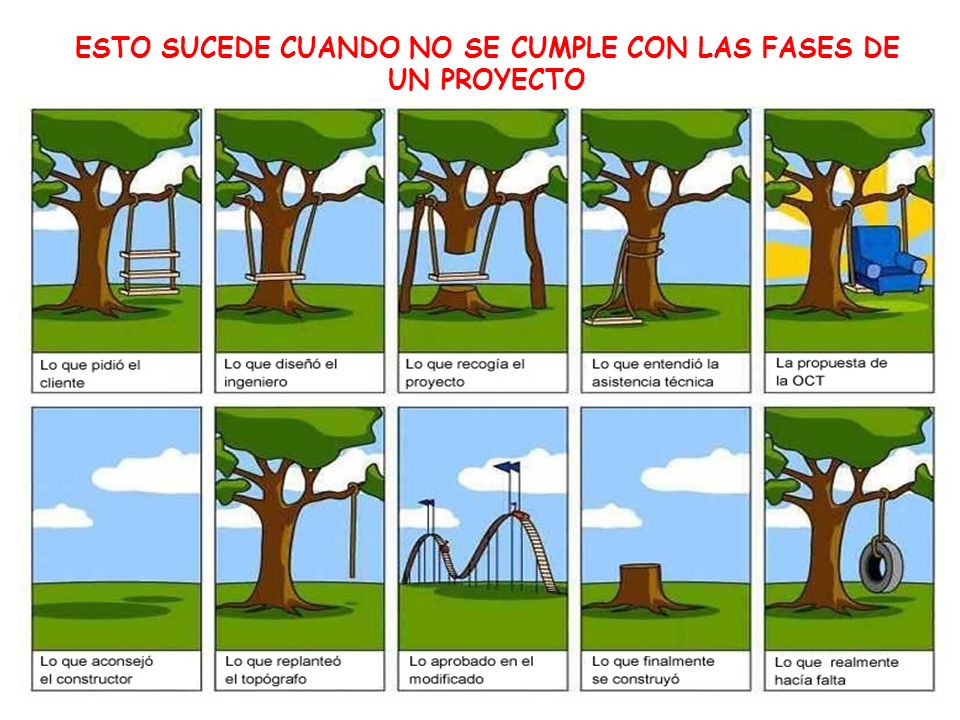 ESTO SUCEDE CUANDO NO SE CUMPLE CON LAS FASES DE
UN PROYECTO
Lo que pidió el
cliente
Lo que diseñó el
ingeniero
Lo que recogía el
proyecto
Lo que entendió la
asistencia técnica
La propuesta de
la OCT
Lo que aconsejó
el constructor
Lo que replanteó
el topógrafo
Lo aprobado en el
modificado
Lo que finalmente
se construyó
Lo que realmente
hacía falta